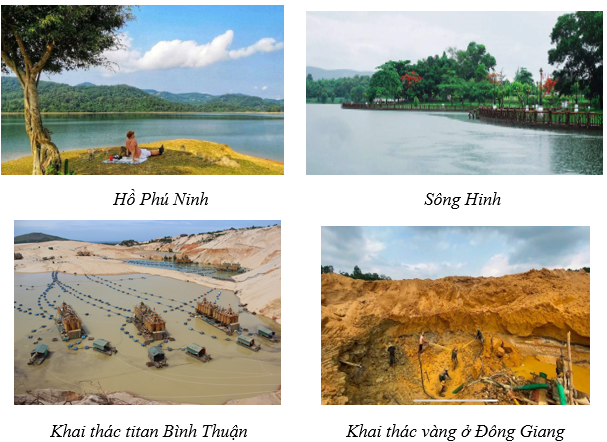 Hồ Phú Ninh
Sông Hinh
Khai thác titan Bình Thuận
Khai thác vàng ở Đông Giang